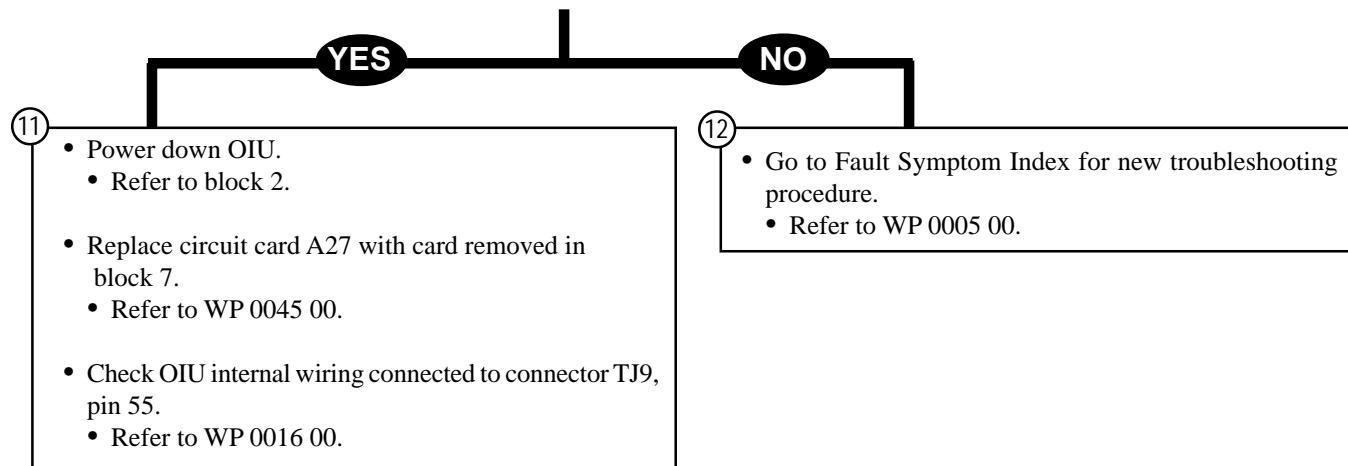 YES
NO
11
• Power down OIU.
• Refer to block 2.
• Replace circuit card A27 with card removed in
block 7.
• Refer to WP 0045 00.
• Check OIU internal wiring connected to connector TJ9,
pin 55.
• Refer to WP 0016 00.
12
• Go to Fault Symptom Index for new troubleshooting
procedure.
• Refer to WP 0005 00.